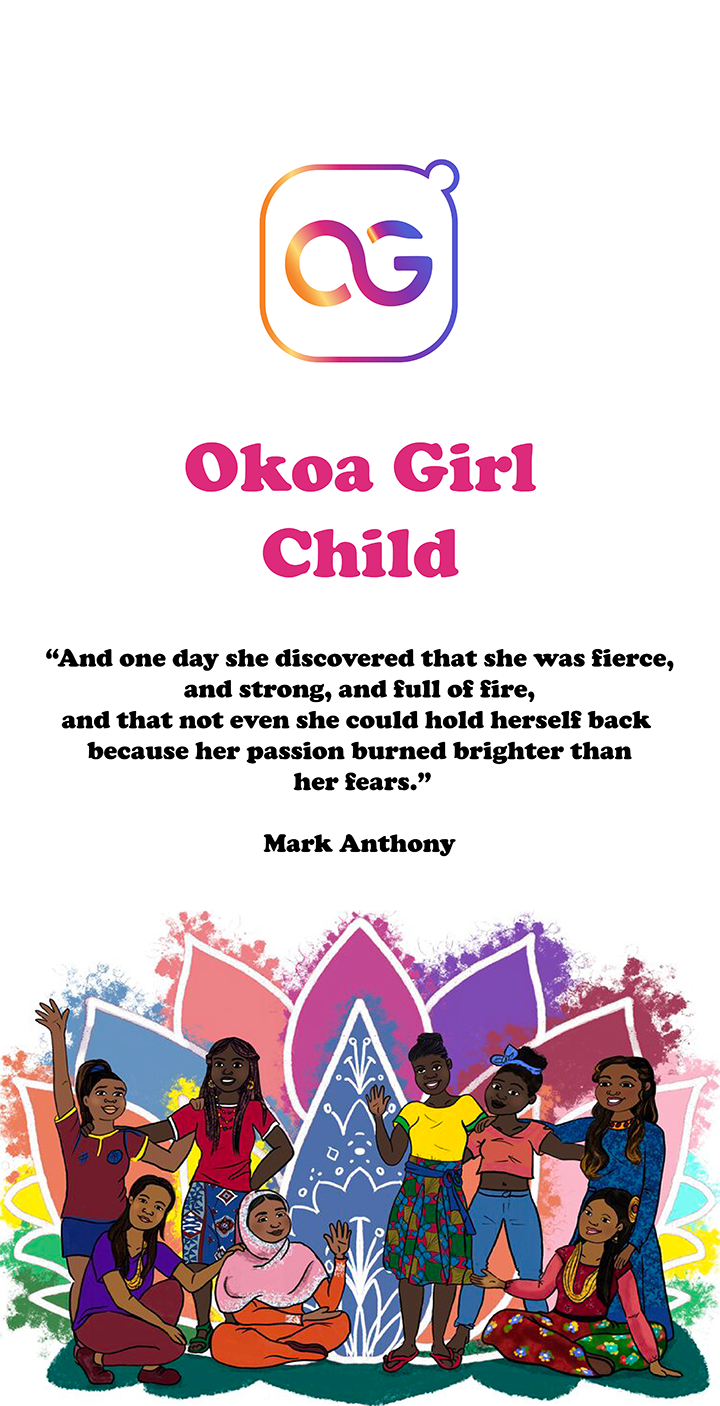 OG
Okoa Girl
Child
“And one day she discovered that she was fierce,
and strong, and full of fire,
and that not even she could hold herself back
because her passion burned brighter than
her fears.”
Mark Anthony